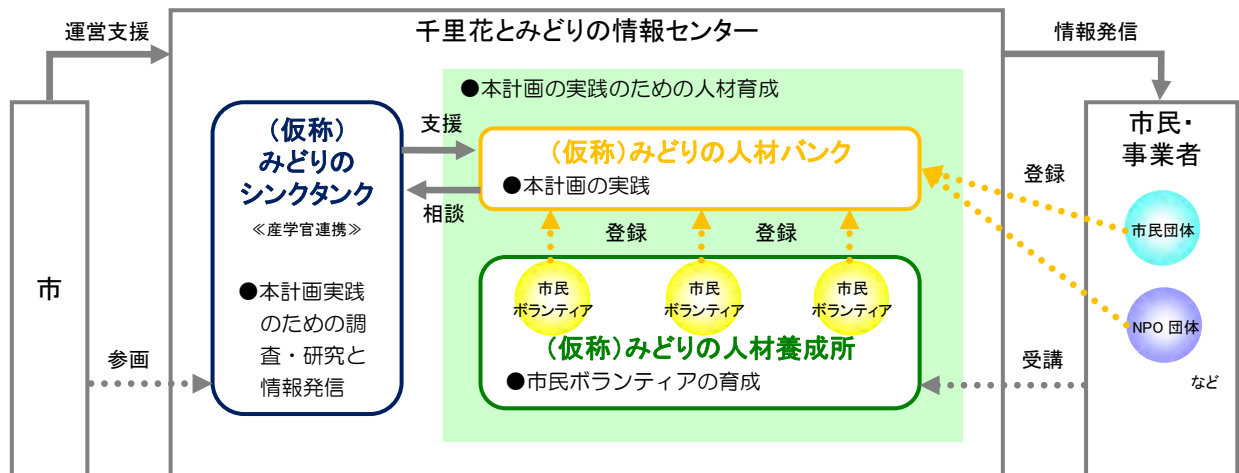 運営支援
千里花とみどりの情報センター
情報発信
市
参画
(仮称)
みどりの
シンクタンク
≪産学官連携≫
●本計画実践
のための調
査・研究と
情報発信
支援
相談
●本計画の実践のための人材育成
(仮称)みどりの人材バンク
●本計画の実践
登録
登録
市民
ボランティア
市民
ボランティア
市民
ボランティア
(仮称)みどりの人材養成所
●市民ボランティアの育成
登録
受講
市民・
事業者
市民団体
NPO 団体
など